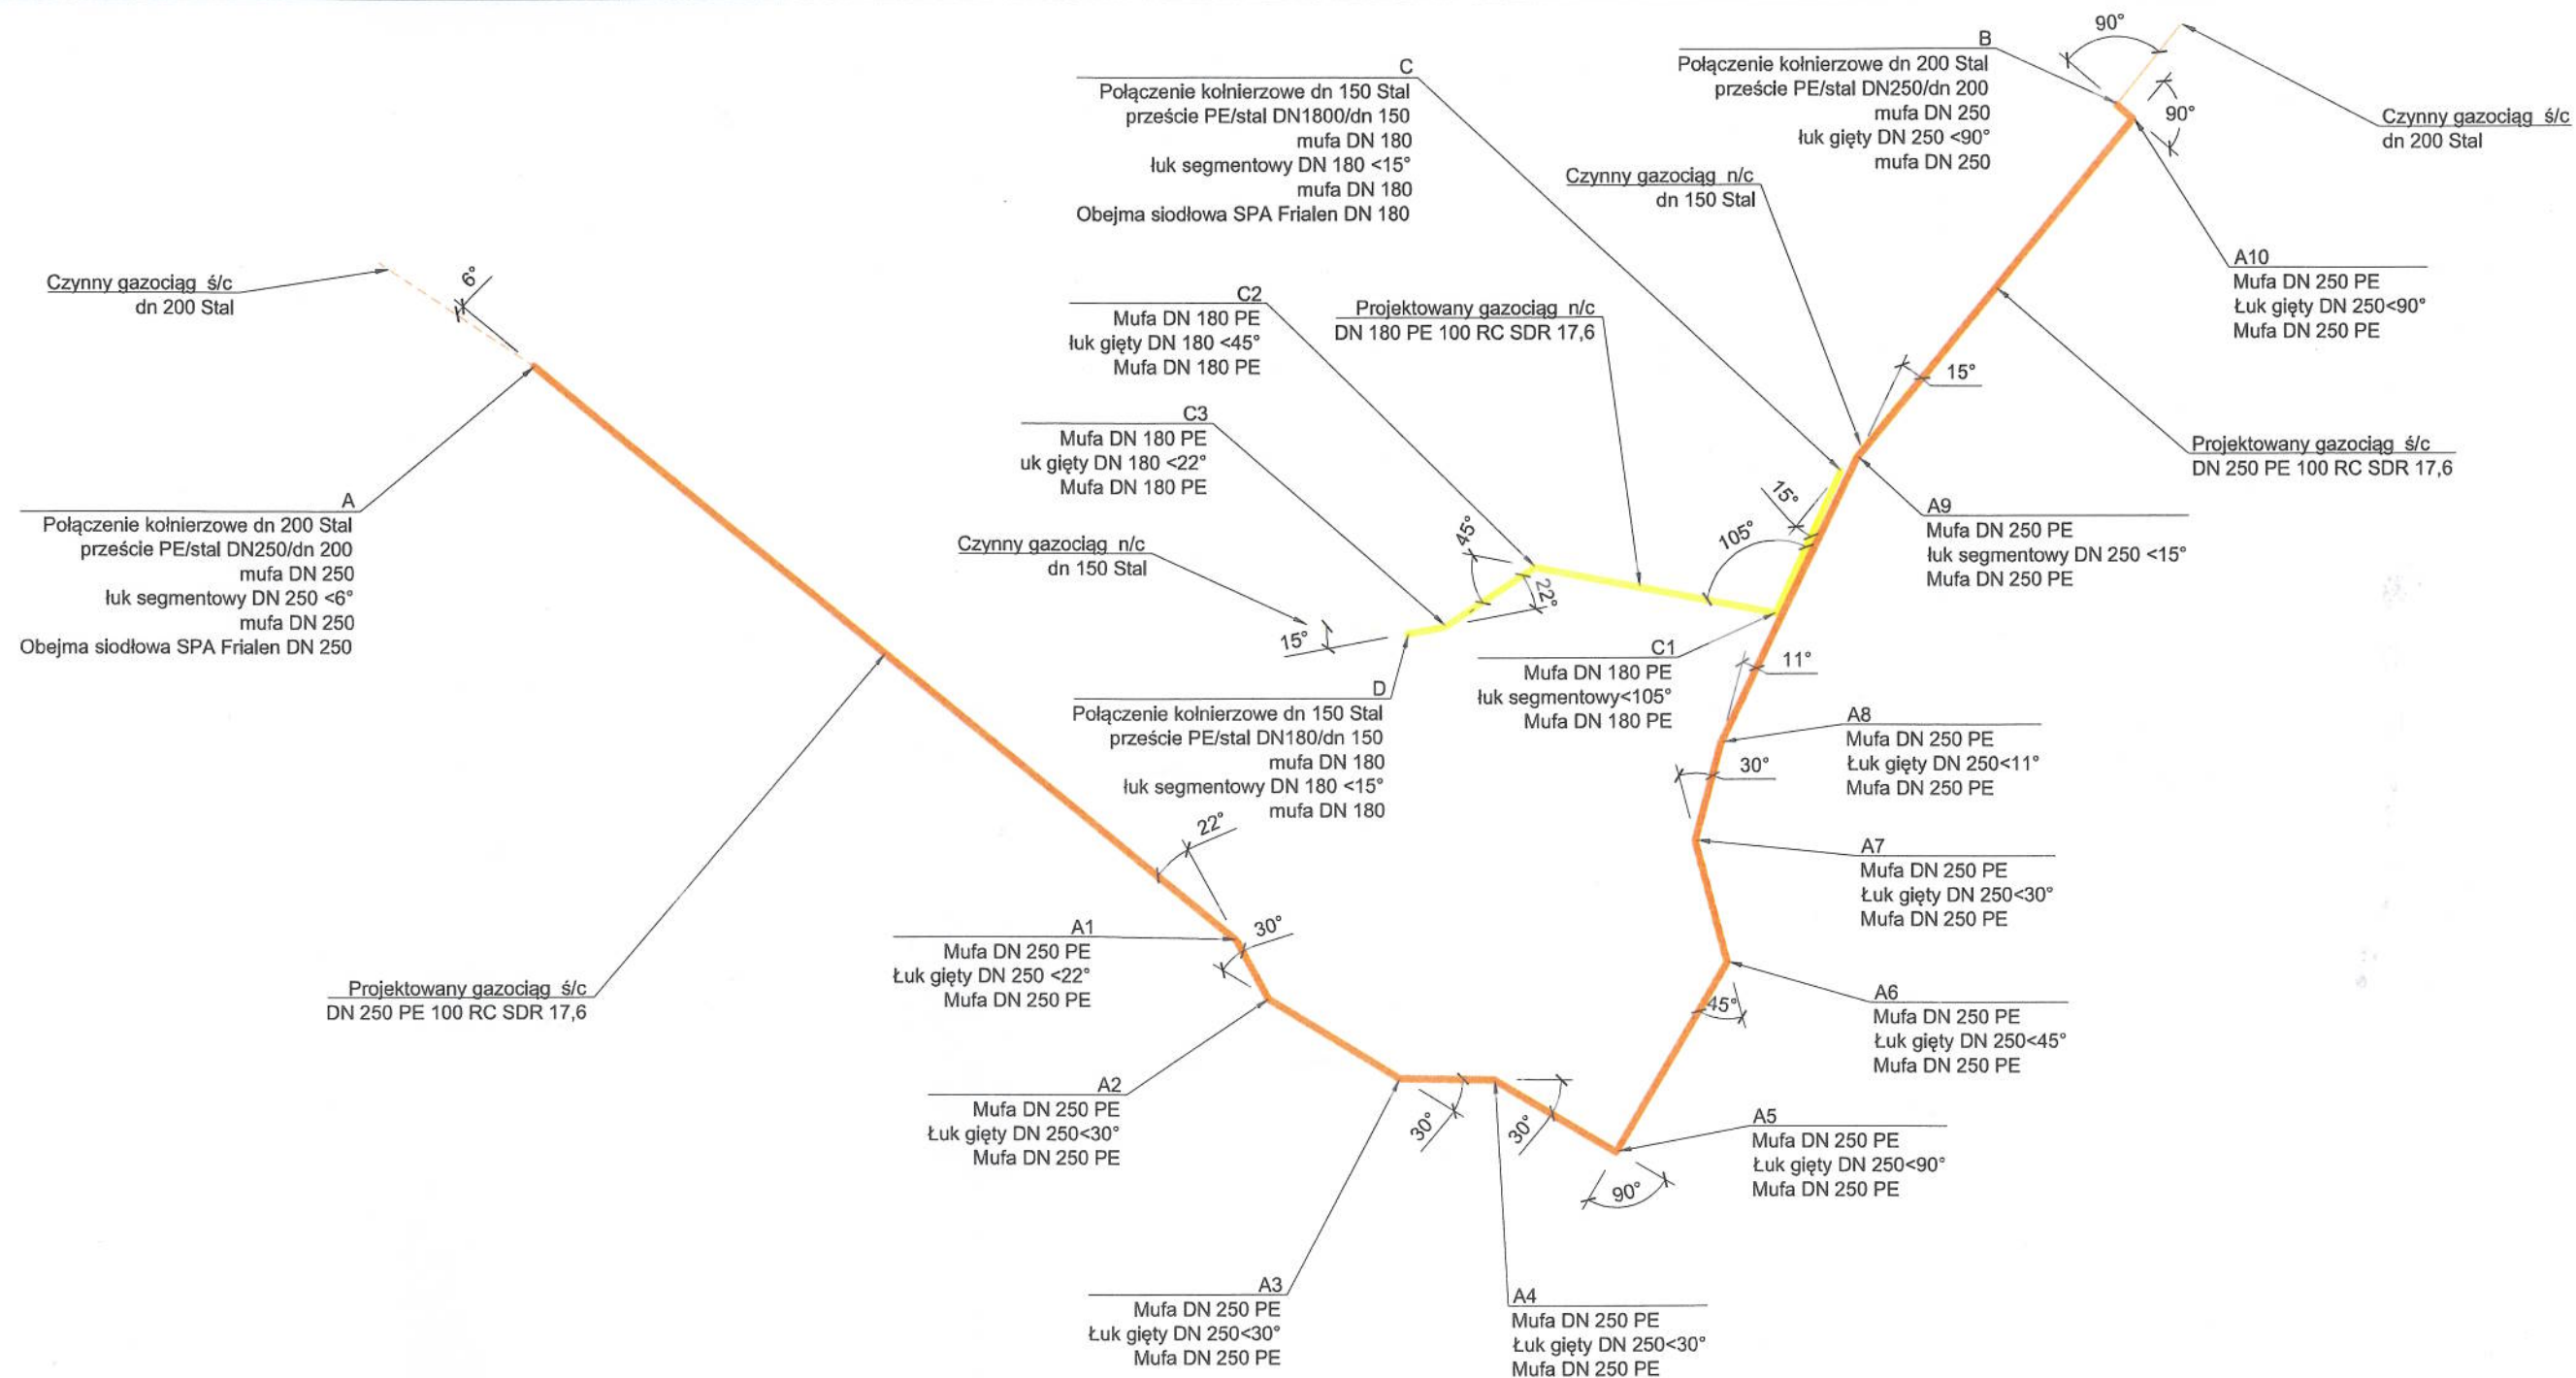 90°
B
Połączenie kołnierzowe dn 200 Stal
przeście PE/stal DN250/dn 200
mufa DN 250
łuk gięty DN 250 <90°
mufa DN 250
90°
Czynny gazociąg ś/c
dn 200 Stal
C
Połączenie kołnierzowe dn 150 Stal
przeście PE/stal DN1800/dn 150
mufa DN 180
łuk segmentowy DN 180 <15°
mufa DN 180
Obejma siodłowa SPA Frialen DN 180
Czynny gazociąg n/c
dn 150 Stal
A10
Mufa DN 250 PE
Łuk gięty DN 250<90°
Mufa DN 250 PE
Czynny gazociąg ś/c
dn 200 Stal
6°
C2
Mufa DN 180 PE
łuk gięty DN 180 <45°
Mufa DN 180 PE
Projektowany gazociąg n/c
DN 180 PE 100 RC SDR 17,6
15°
C3
Mufa DN 180 PE
uk gięty DN 180 <22°
Mufa DN 180 PE
Projektowany gazociąg ś/c
DN 250 PE 100 RC SDR 17,6
A
Połączenie kołnierzowe dn 200 Stal
przeście PE/stal DN250/dn 200
mufa DN 250
łuk segmentowy DN 250 <6°
mufa DN 250
Obejma siodłowa SPA Frialen DN 250
15°
105°
45°
22°
A9
Mufa DN 250 PE
łuk segmentowy DN 250 <15°
Mufa DN 250 PE
Czynny gazociąg n/c
dn 150 Stal
15°
C1
Mufa DN 180 PE
łuk segmentowy<105°
Mufa DN 180 PE
11°
D
Połączenie kołnierzowe dn 150 Stal
przeście PE/stal DN180/dn 150
mufa DN 180
łuk segmentowy DN 180 <15°
mufa DN 180
A8
Mufa DN 250 PE
Łuk gięty DN 250<11°
Mufa DN 250 PE
30°
22°
A7
Mufa DN 250 PE
Łuk gięty DN 250<30°
Mufa DN 250 PE
A1
Mufa DN 250 PE
Łuk gięty DN 250 <22°
Mufa DN 250 PE
30°
Projektowany gazociąg ś/c
DN 250 PE 100 RC SDR 17,6
45°
A6
Mufa DN 250 PE
Łuk gięty DN 250<45°
Mufa DN 250 PE
A2
Mufa DN 250 PE
Łuk gięty DN 250<30°
Mufa DN 250 PE
30°
30°
A5
Mufa DN 250 PE
Łuk gięty DN 250<90°
Mufa DN 250 PE
90°
A3
Mufa DN 250 PE
Łuk gięty DN 250<30°
Mufa DN 250 PE
A4
Mufa DN 250 PE
Łuk gięty DN 250<30°
Mufa DN 250 PE